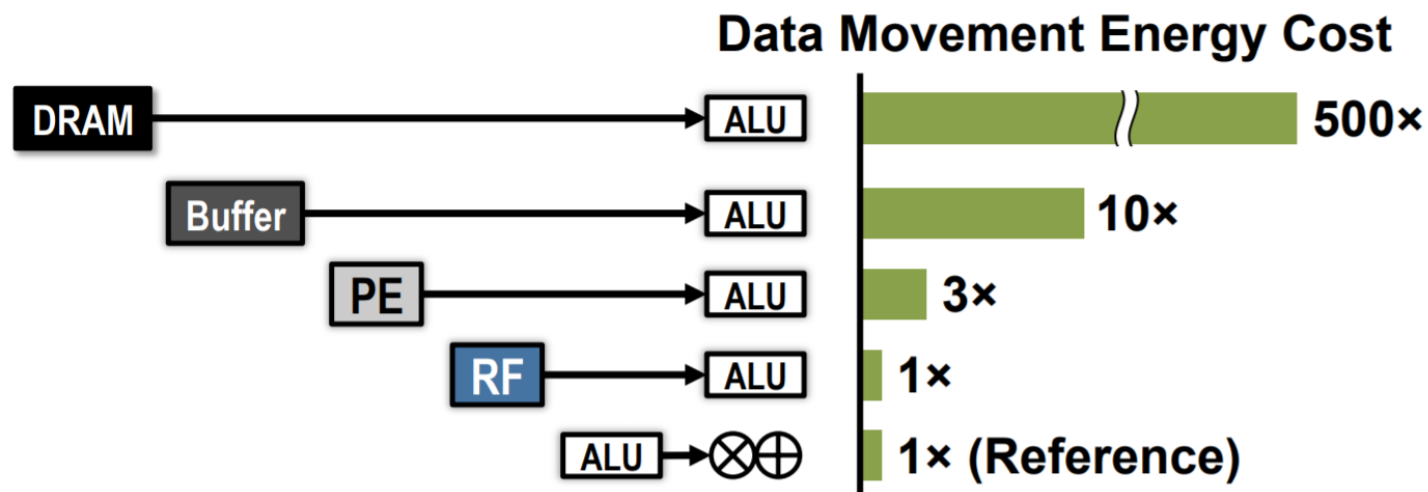 Data Movement Energy Cost
DRAM ALU 500×
Buffer ALU 10×
PE ALU 3×
RF ALU 1×
ALU 1× (Reference)